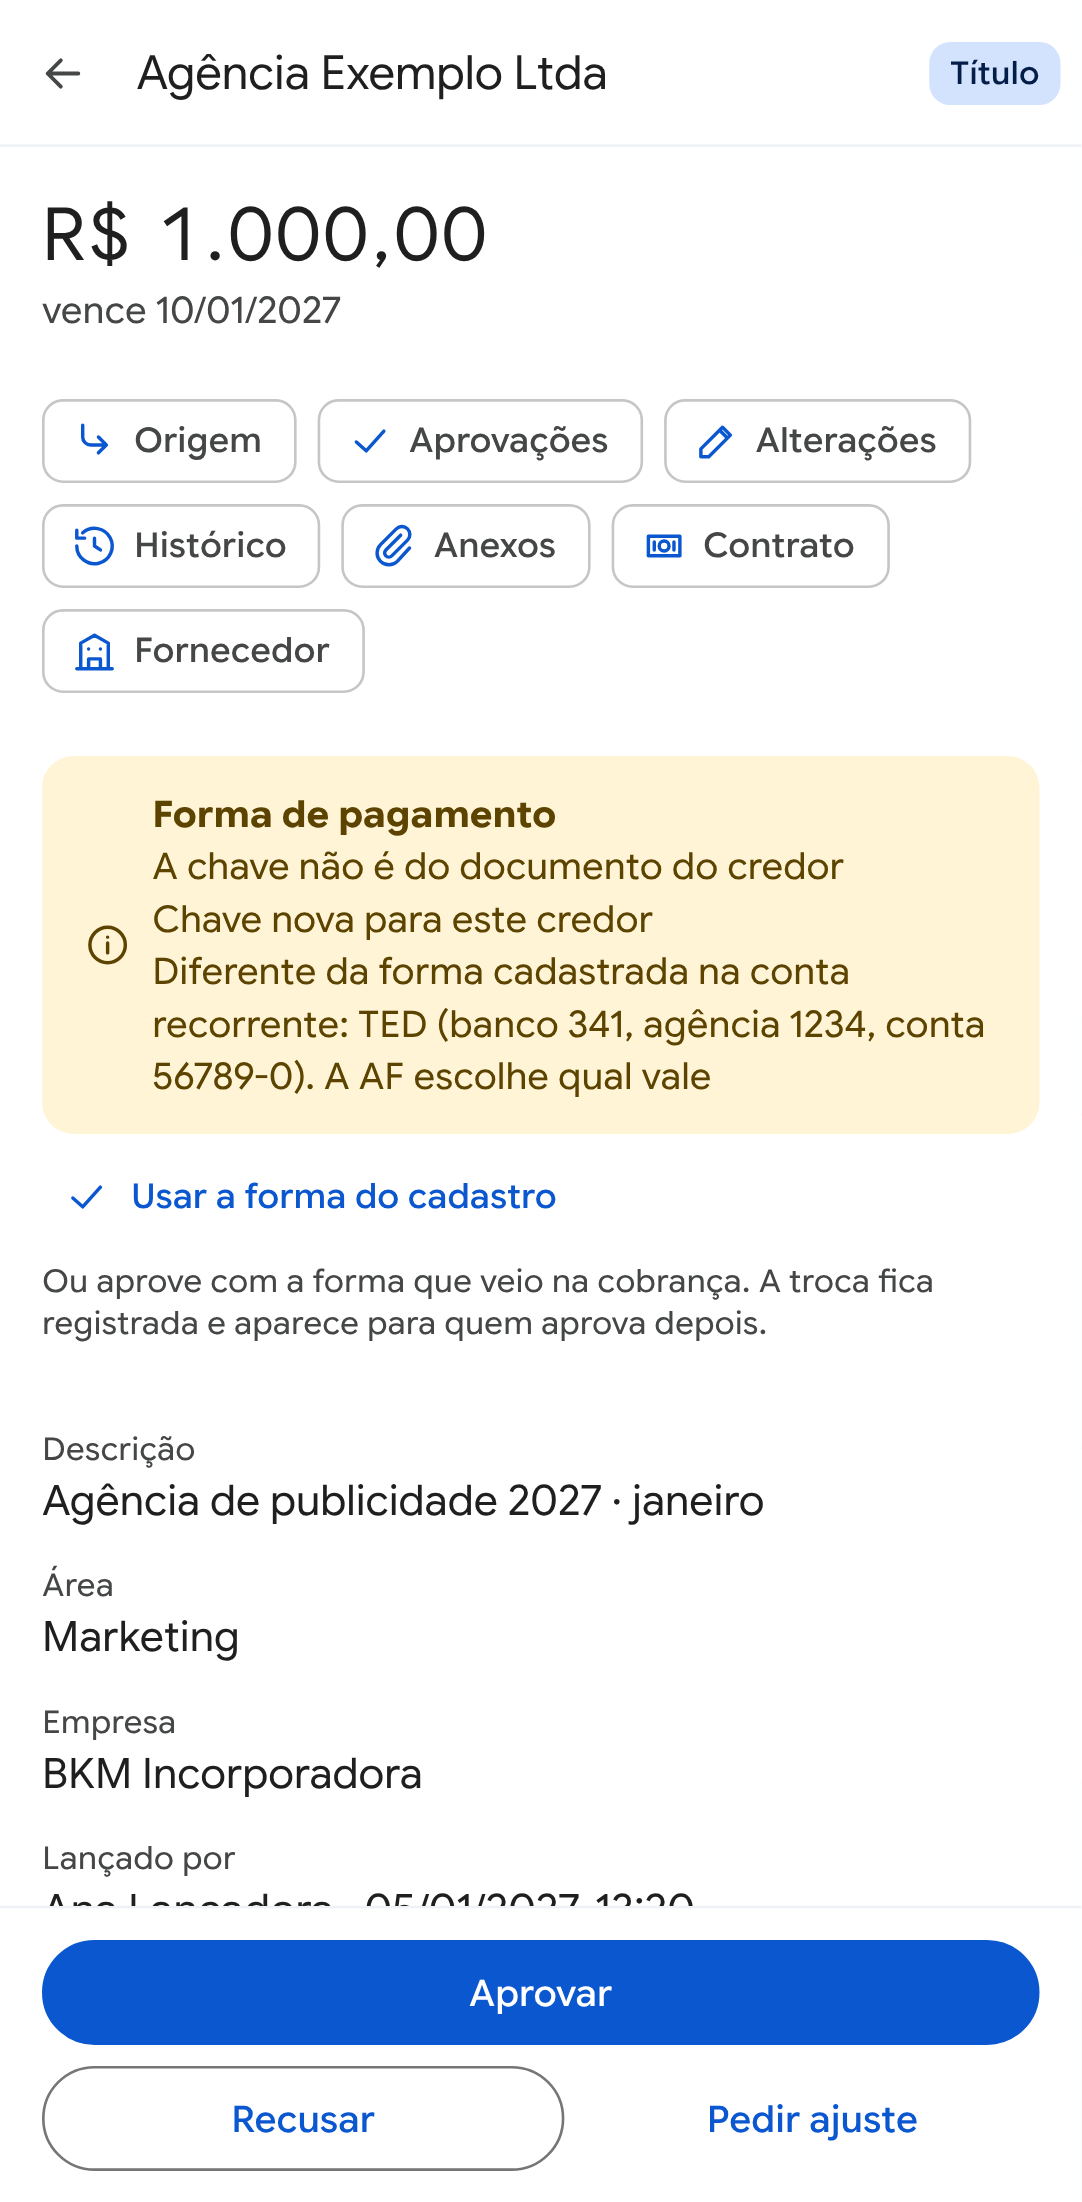 Agência Exemplo Ltda
Título
R$ 1.000,00
vence 10/01/2027
Origem
Aprovações
Alterações
Histórico
Anexos
Contrato
Fornecedor
Forma de pagamento
A chave não é do documento do credor
Chave nova para este credor
Diferente da forma cadastrada na conta
recorrente: TED (banco 341, agência 1234, conta
56789-0). A AF escolhe qual vale
Usar a forma do cadastro
Ou aprove com a forma que veio na cobrança. A troca fica
registrada e aparece para quem aprova depois.
Descrição
Agência de publicidade 2027 · janeiro
Área
Marketing
Empresa
BKM Incorporadora
Lançado por
Aprovar
Recusar
Pedir ajuste